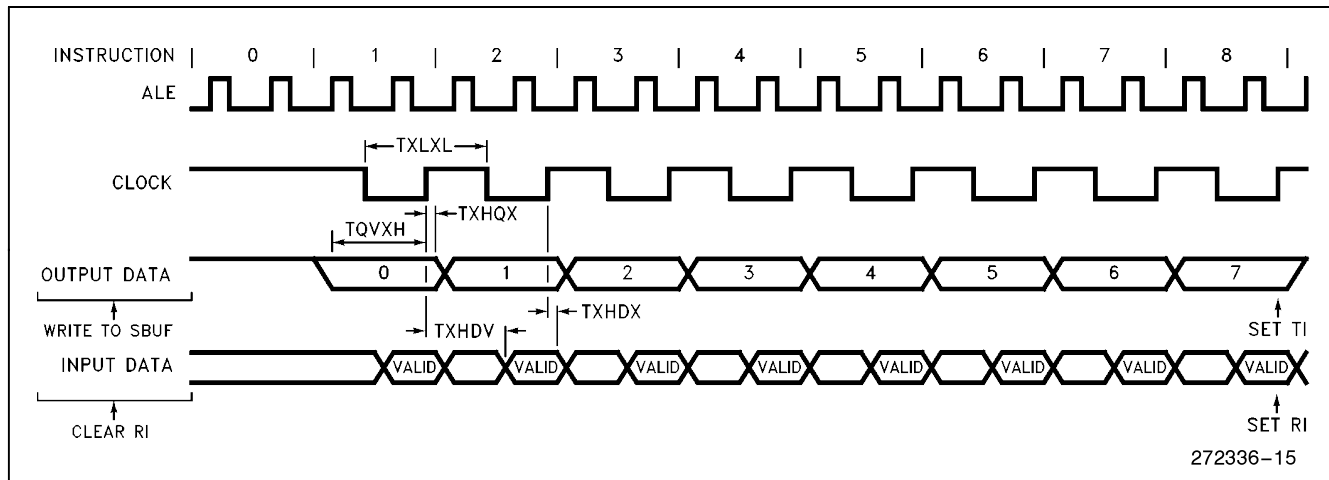 INSTRUCTION | 0 | 1 | 2 | 3 | 4 | 5 | 6 | 7 | 8 |
ALE
TXLXL
CLOCK
TXHQX
TQVXH
OUTPUT DATA 0 1 2 3 4 5 6 7
TXHDX
WRITE TO SBUF
TXHDV
SET TI
INPUT DATA VALID VALID VALID VALID VALID VALID VALID VALID
CLEAR RI
SET RI
272336-15